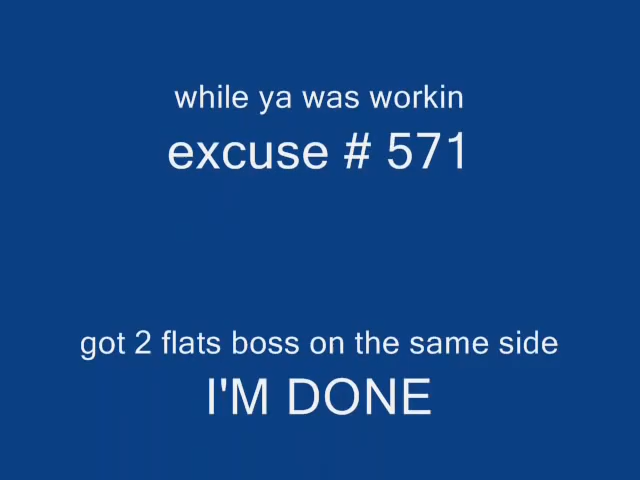 while ya was workin
excuse # 571
got 2 flats boss on the same side
I'M DONE